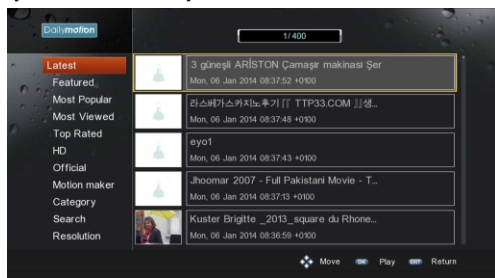 Dailymotion
1/400
Latest
Featured
Most Popular
Most Viewed
Top Rated
HD
Official
Motion maker
Category
Search
Resolution
3 güneşli ARİSTON Çamaşır makinası Şer
Mon, 06 Jan 2014 08:37:52 +0100
라스베가스카지노후기 ⟦⟦ TTP33.COM ⟧⟧생...
Mon, 06 Jan 2014 08:37:48 +0100
eyo1
Mon, 06 Jan 2014 08:37:43 +0100
Jhoomar 2007 - Full Pakistani Movie - T...
Mon, 06 Jan 2014 08:37:13 +0100
Kuster Brigitte _2013_square du Rhone...
Mon, 06 Jan 2014 08:36:59 +0100
Move OK Play EXIT Return